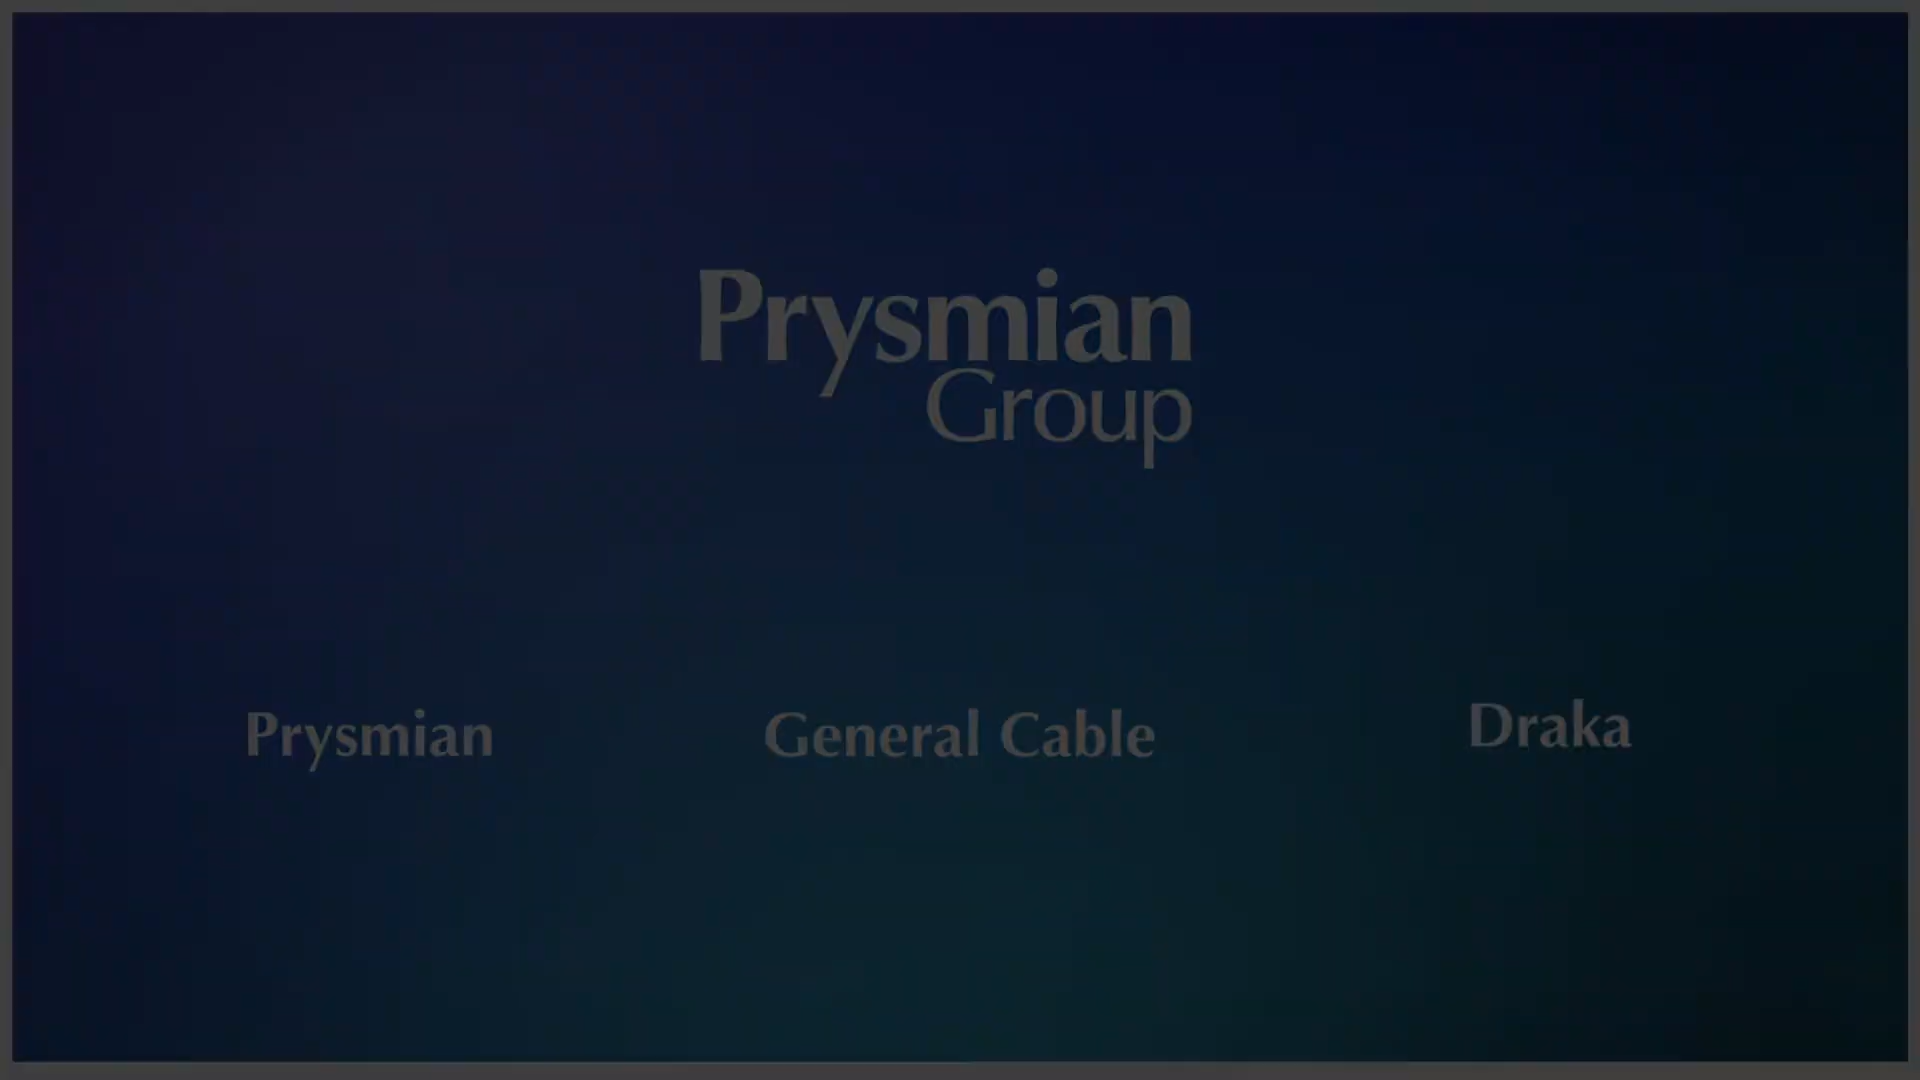 Prysmian
Group
Prysmian
General Cable
Draka